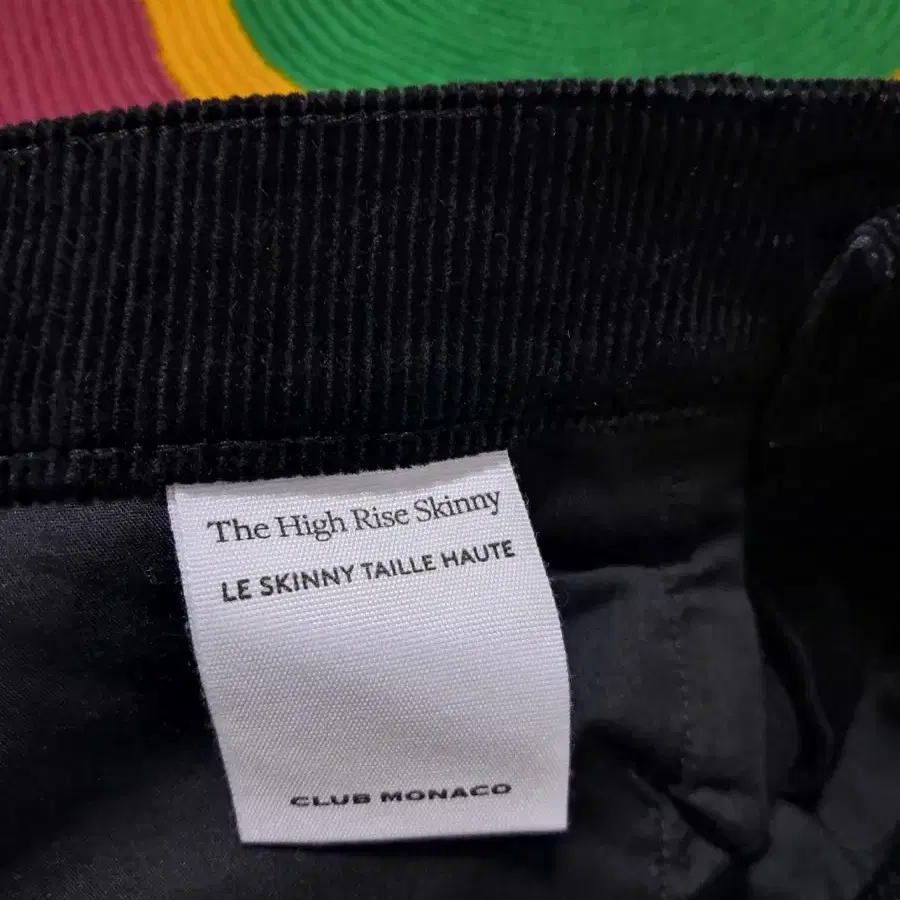 The High Rise Skinny
LE SKINNY TAILLE HAUTE
CLUB MONACO